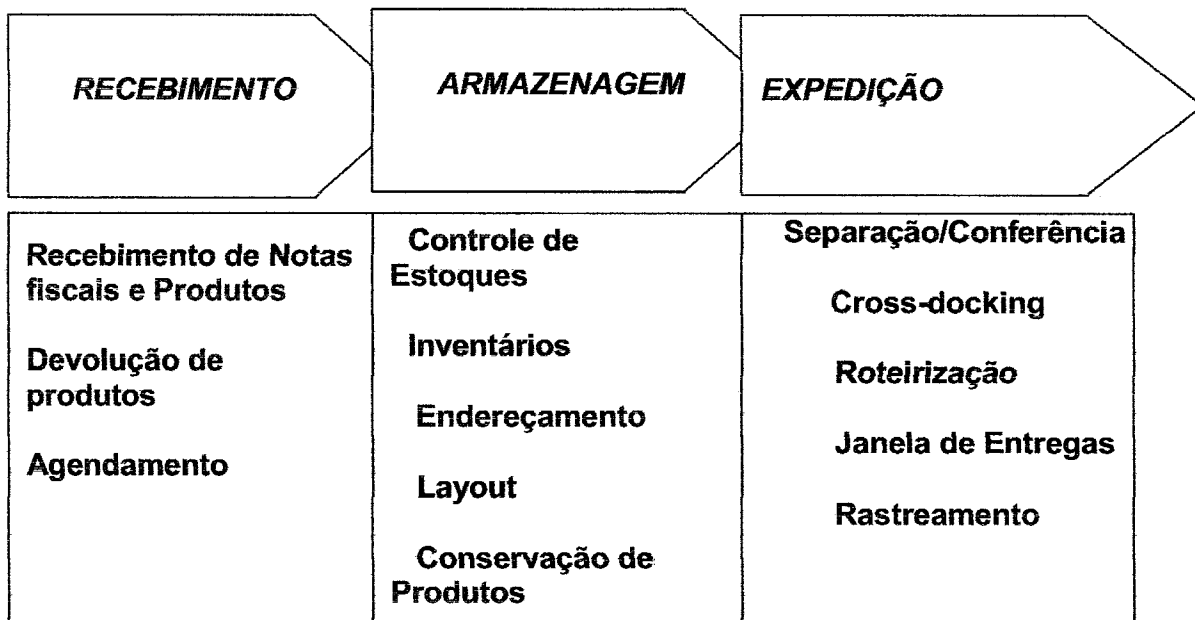 RECEBIMENTO
ARMAZENAGEM
EXPEDIÇÃO
Recebimento de Notas
fiscais e Produtos
Devolução de
produtos
Agendamento
Controle de
Estoques
Inventários
Endereçamento
Layout
Conservação de
Produtos
Separação/Conferência
Cross-docking
Roteirização
Janela de Entregas
Rastreamento